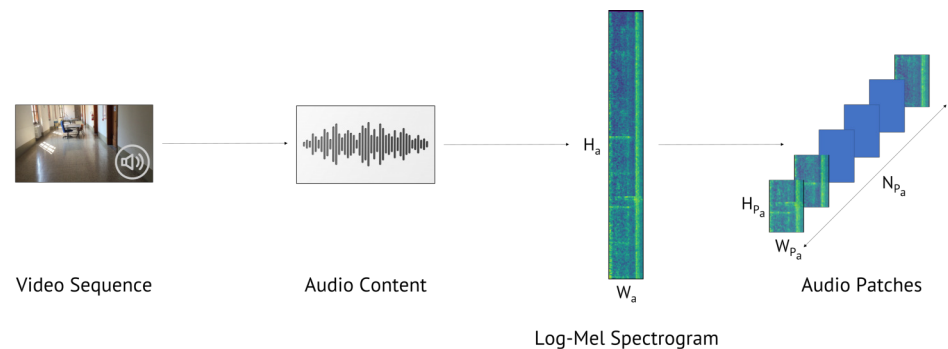 H_a
H_{P_a}
N_{P_a}
W_{P_a}
Video Sequence
Audio Content
W_a
Audio Patches
Log-Mel Spectrogram